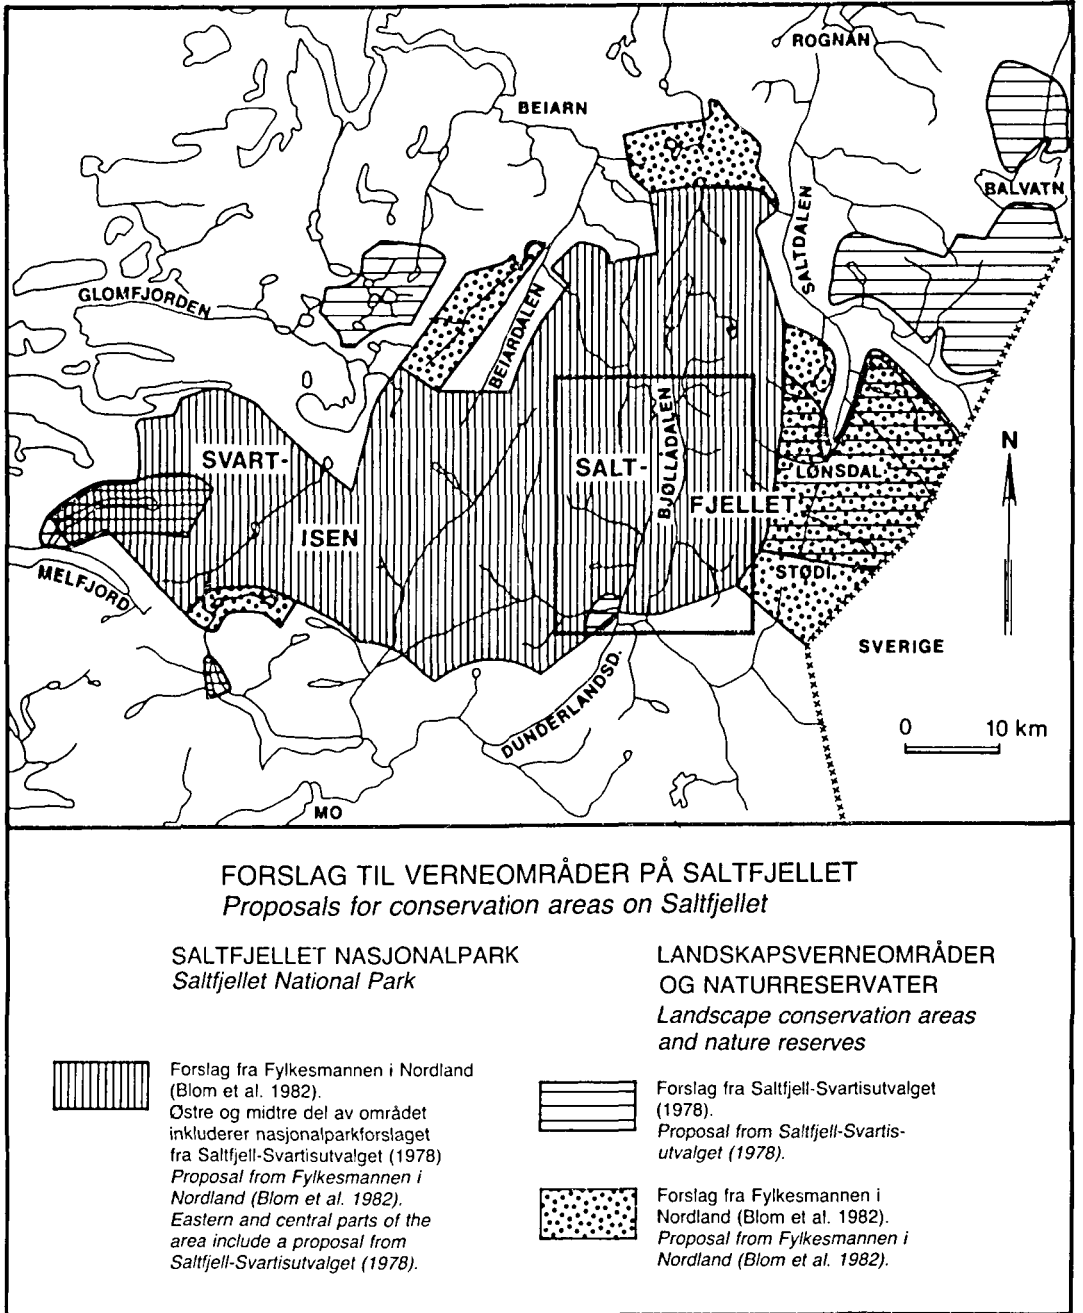 ROGNAN
BEIARN
BALVATN
SALTDALEN
GLOMFJORDEN
BEIARDALEN
SVART-
SALT-
BJØLLÅDALEN
LØNSDAL
N
FJELLET
ISEN
MELFJORD
STØDI
SVERIGE
DUNDERLANDSD.
0 10 km
MO
FORSLAG TIL VERNEOMRÅDER PÅ SALTFJELLET
Proposals for conservation areas on Saltfjellet
SALTFJELLET NASJONALPARK
Saltfjellet National Park
Forslag fra Fylkesmannen i Nordland
(Blom et al. 1982).
Østre og midtre del av området
inkluderer nasjonalparkforslaget
fra Saltfjell-Svartisutvalget (1978)
Proposal from Fylkesmannen i
Nordland (Blom et al. 1982).
Eastern and central parts of the
area include a proposal from
Saltfjell-Svartisutvalget (1978).
LANDSKAPSVERNEOMRÅDER
OG NATURRESERVATER
Landscape conservation areas
and nature reserves
Forslag fra Saltfjell-Svartisutvalget
(1978).
Proposal from Saltfjell-Svartis-
utvalget (1978).
Forslag fra Fylkesmannen i
Nordland (Blom et al. 1982).
Proposal from Fylkesmannen i
Nordland (Blom et al. 1982).